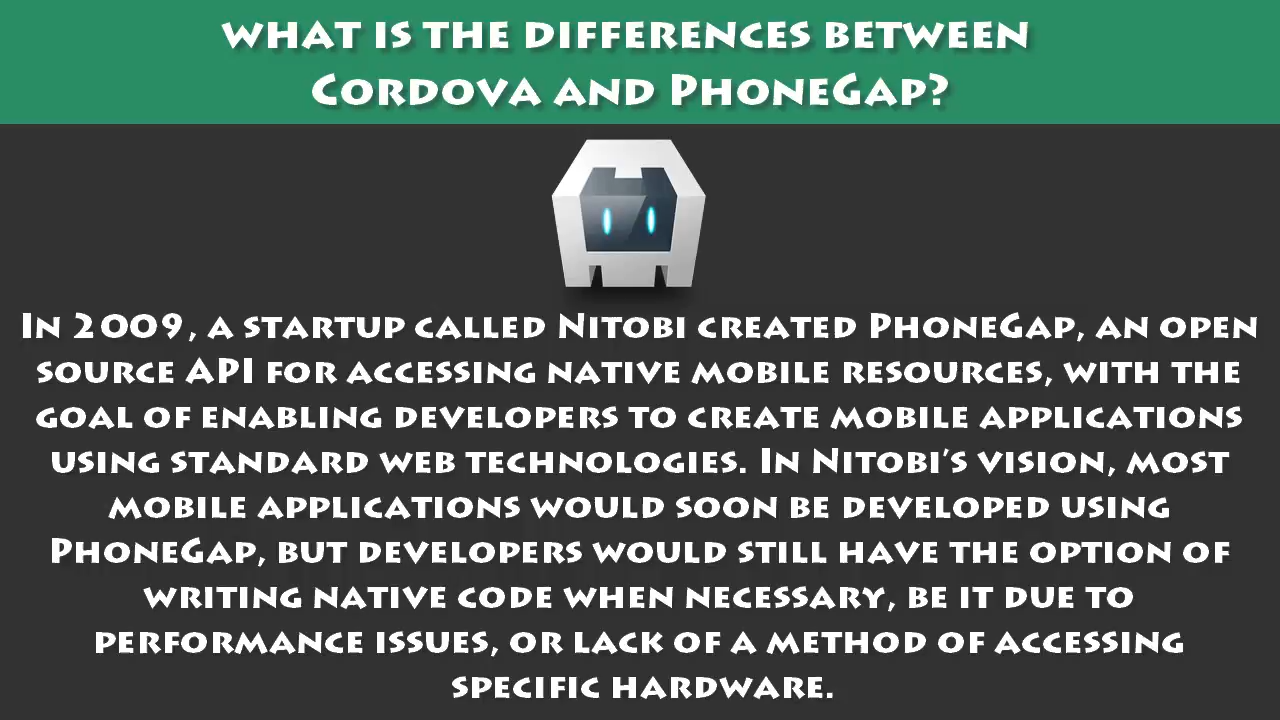 what is the differences between
Cordova and PhoneGap?
In 2009, a startup called Nitobi created PhoneGap, an open
source API for accessing native mobile resources, with the
goal of enabling developers to create mobile applications
using standard web technologies. In Nitobi's vision, most
mobile applications would soon be developed using
PhoneGap, but developers would still have the option of
writing native code when necessary, be it due to
performance issues, or lack of a method of accessing
specific hardware.